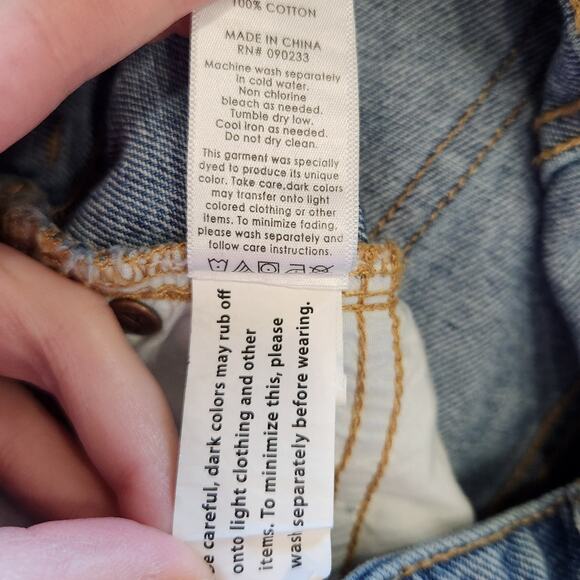 100% COTTON
MADE IN CHINA
RN# 090233
Machine wash separately
in cold water.
Non chlorine
bleach as needed.
Tumble dry low.
Cool iron as needed.
Do not dry clean.
This garment was specially
dyed to produce its unique
color. Take care,dark colors
may transfer onto light
colored clothing or other
items. To minimize fading,
please wash separately and
follow care instructions.
careful, dark colors may rub off
onto light clothing and other
items. To minimize this, please
wash separately before wearing.